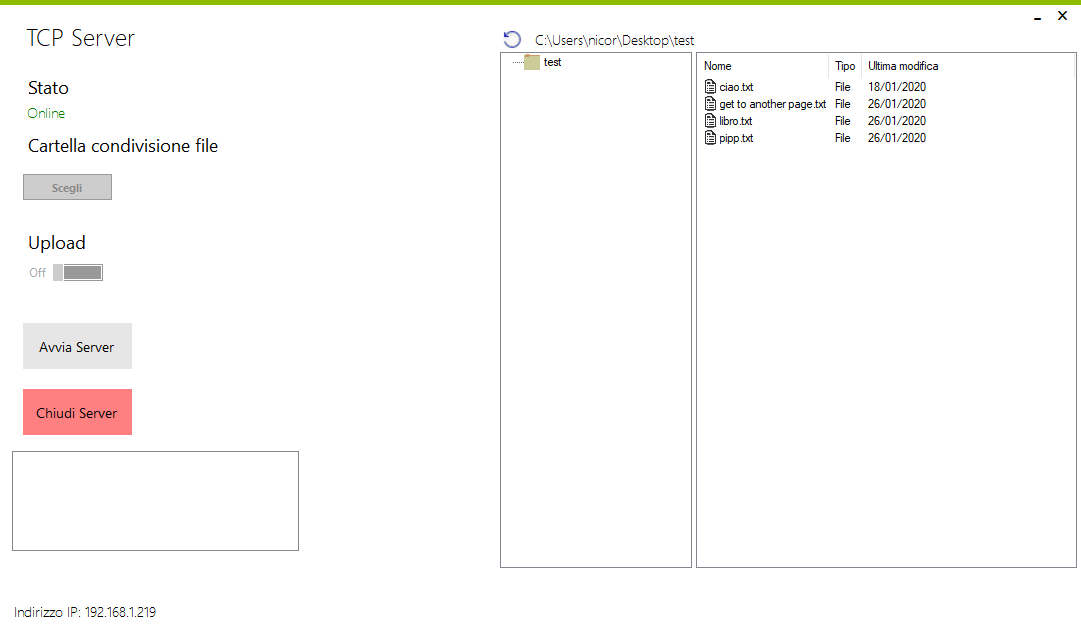 TCP Server
Stato
Online
Cartella condivisione file
Scegli
Upload
Off
Avvia Server
Chiudi Server
Indirizzo IP: 192.168.1.219
C:\Users\nicor\Desktop\test
test
Nome Tipo Ultima modifica
ciao.txt File 18/01/2020
get to another page.txt File 26/01/2020
libro.txt File 26/01/2020
pipp.txt File 26/01/2020